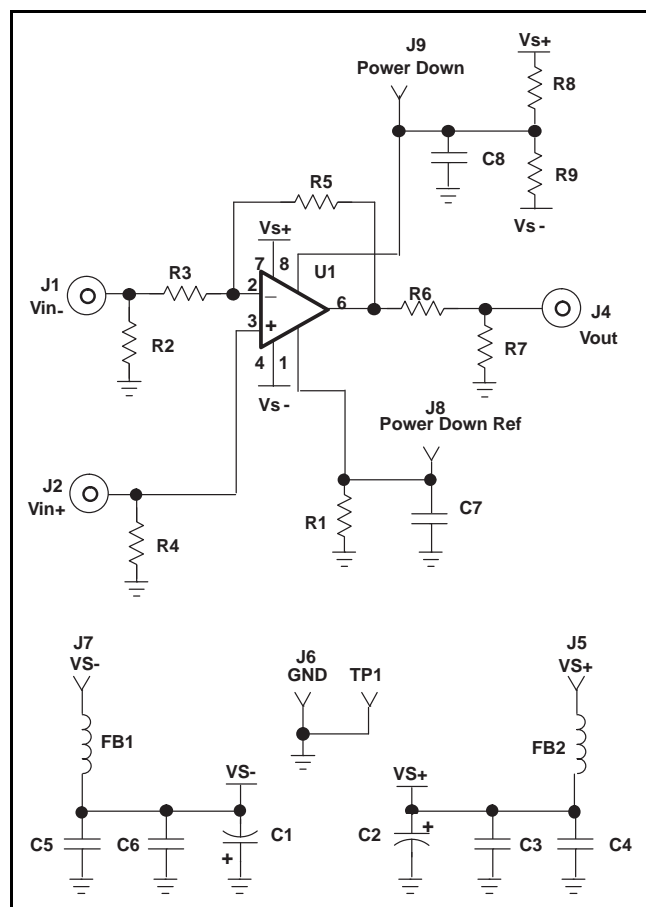 J9
Power Down
Vs+
R8
C8
R9
Vs-
R5
Vs+
7 8
U1
J1
Vin-
R3
2
−
6
R6
J4
Vout
3
+
R2
4 1
R7
Vs-
J8
Power Down Ref
J2
Vin+
R1
C7
R4
J7
VS-
J6
GND
TP1
J5
VS+
FB1
FB2
VS-
VS+
C5
C6
C1
+
C2
+
C3
C4